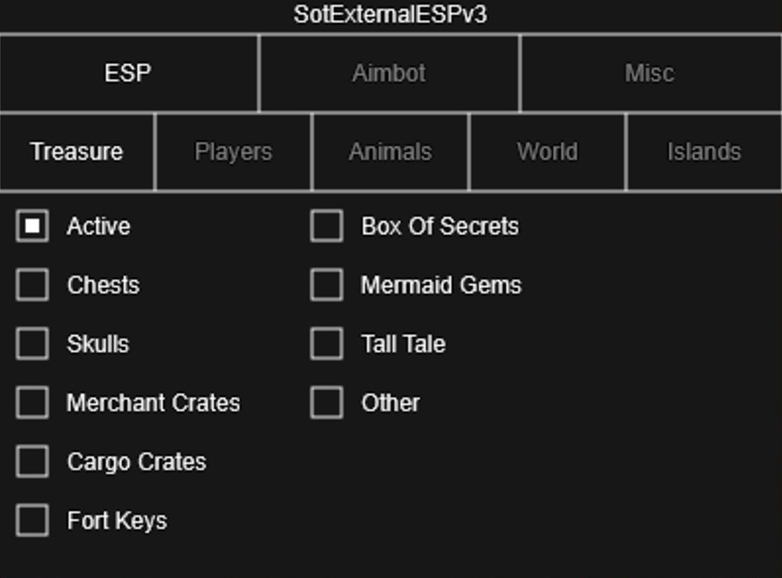 SotExternalESPv3
ESP Aimbot Misc
Treasure Players Animals World Islands
Active Box Of Secrets
Chests Mermaid Gems
Skulls Tall Tale
Merchant Crates Other
Cargo Crates
Fort Keys